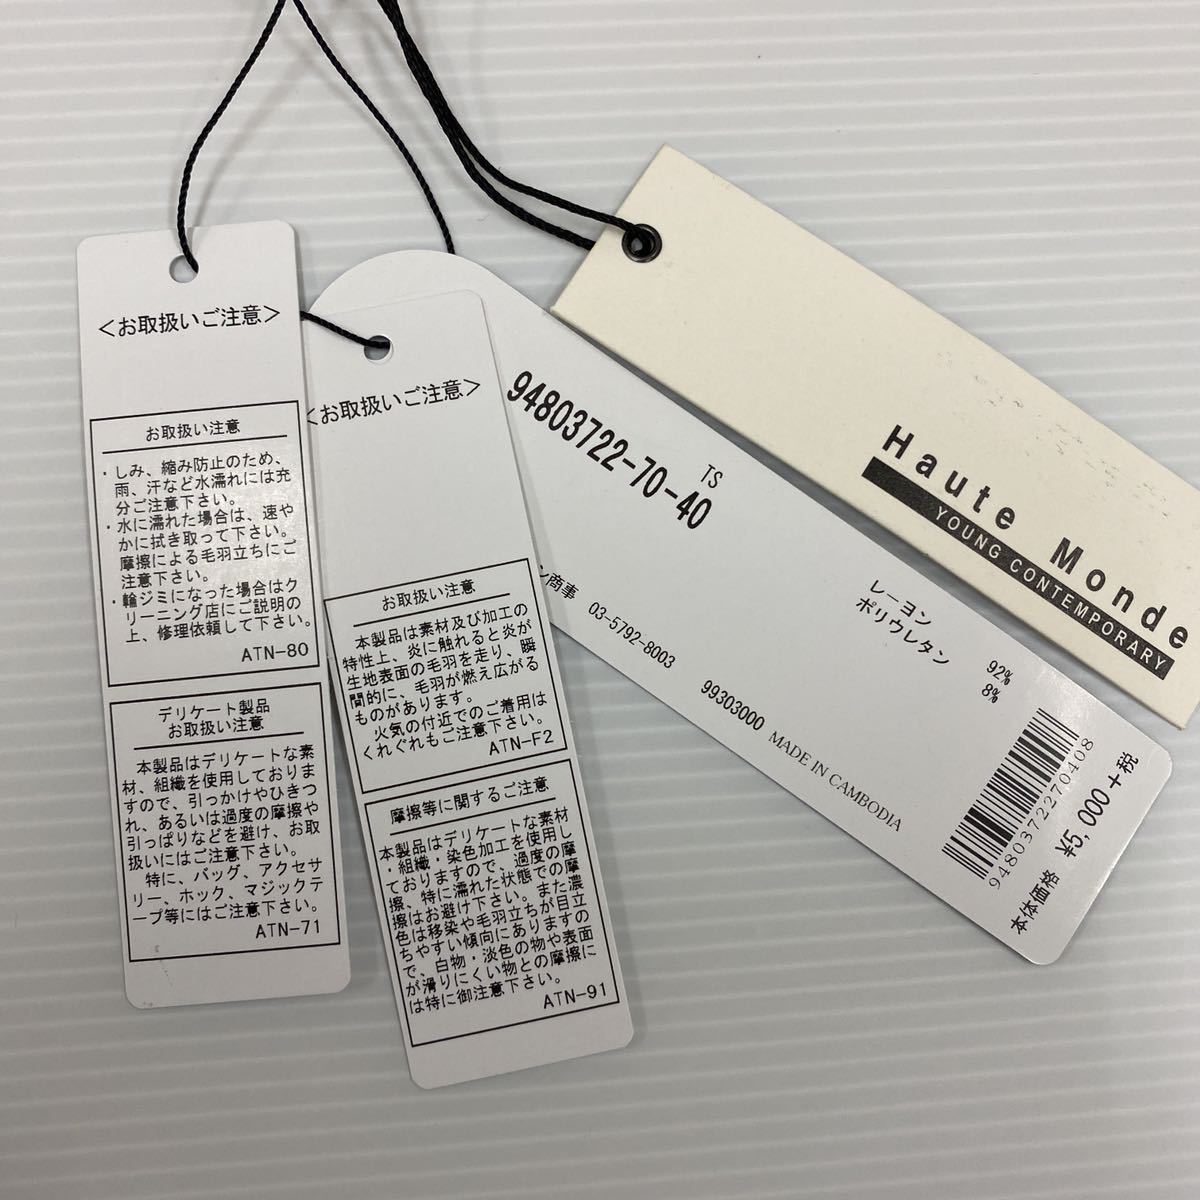 <お取扱いご注意>
お取扱い注意
・しみ、縮み防止のため、
雨、汗など水濡れには充
分ご注意下さい。
・水に濡れた場合は、速や
かに拭き取って下さい。
摩擦による毛羽立ちにご
注意下さい。
・輪ジミになった場合はク
リーニング店にご説明の
上、修理依頼して下さい。
ATN-80
デリケート製品
お取扱い注意
本製品はデリケートな素
材、組織を使用しておりま
すので、引っかけやひきつ
れ、あるいは過度の摩擦や
引っぱりなどを避け、お取
扱いにはご注意下さい。
特に、バッグ、アクセサ
リー、ホック、マジックテ
ープ等にはご注意下さい。
ATN-71
<お取扱いご注意>
お取扱い注意
本製品は素材及び加工の
特性上、炎に触れると炎が
生地表面の毛羽を走り、瞬
間的に、毛羽が燃え広がる
ものがあります。
火気の付近でのご着用は
くれぐれもご注意下さい。
ATN-F2
摩擦等に関するご注意
本製品はデリケートな素材
・組織・染色加工を使用し
ておりますので、過度の摩
擦、特に濡れた状態での摩
擦はお避け下さい。また濃
色は移染や毛羽立ちが目立
ちやすい傾向にありますの
で、白物・淡色の物や表面
が滑りにくい物との摩擦に
は特に御注意下さい。
ATN-91
94803722-70-40
TS
ン商事 03-5792-8003
99303000 MADE IN CAMBODIA
レーヨン 92%
ポリウレタン 8%
9480372270408
本体価格 ¥5,000+税
Haute Monde
YOUNG CONTEMPORARY